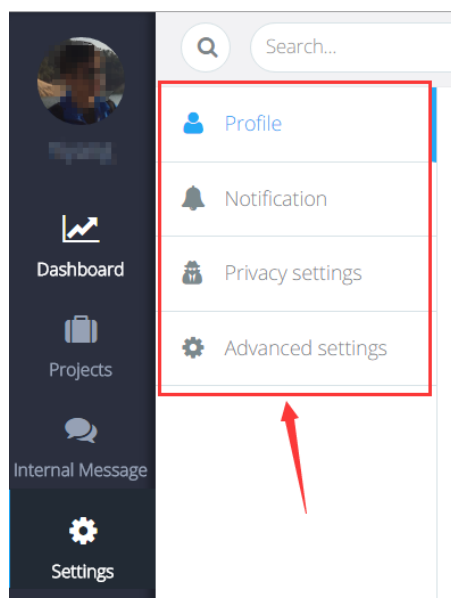 Search...
Profile
Notification
Privacy settings
Advanced settings
Dashboard
Projects
Internal Message
Settings